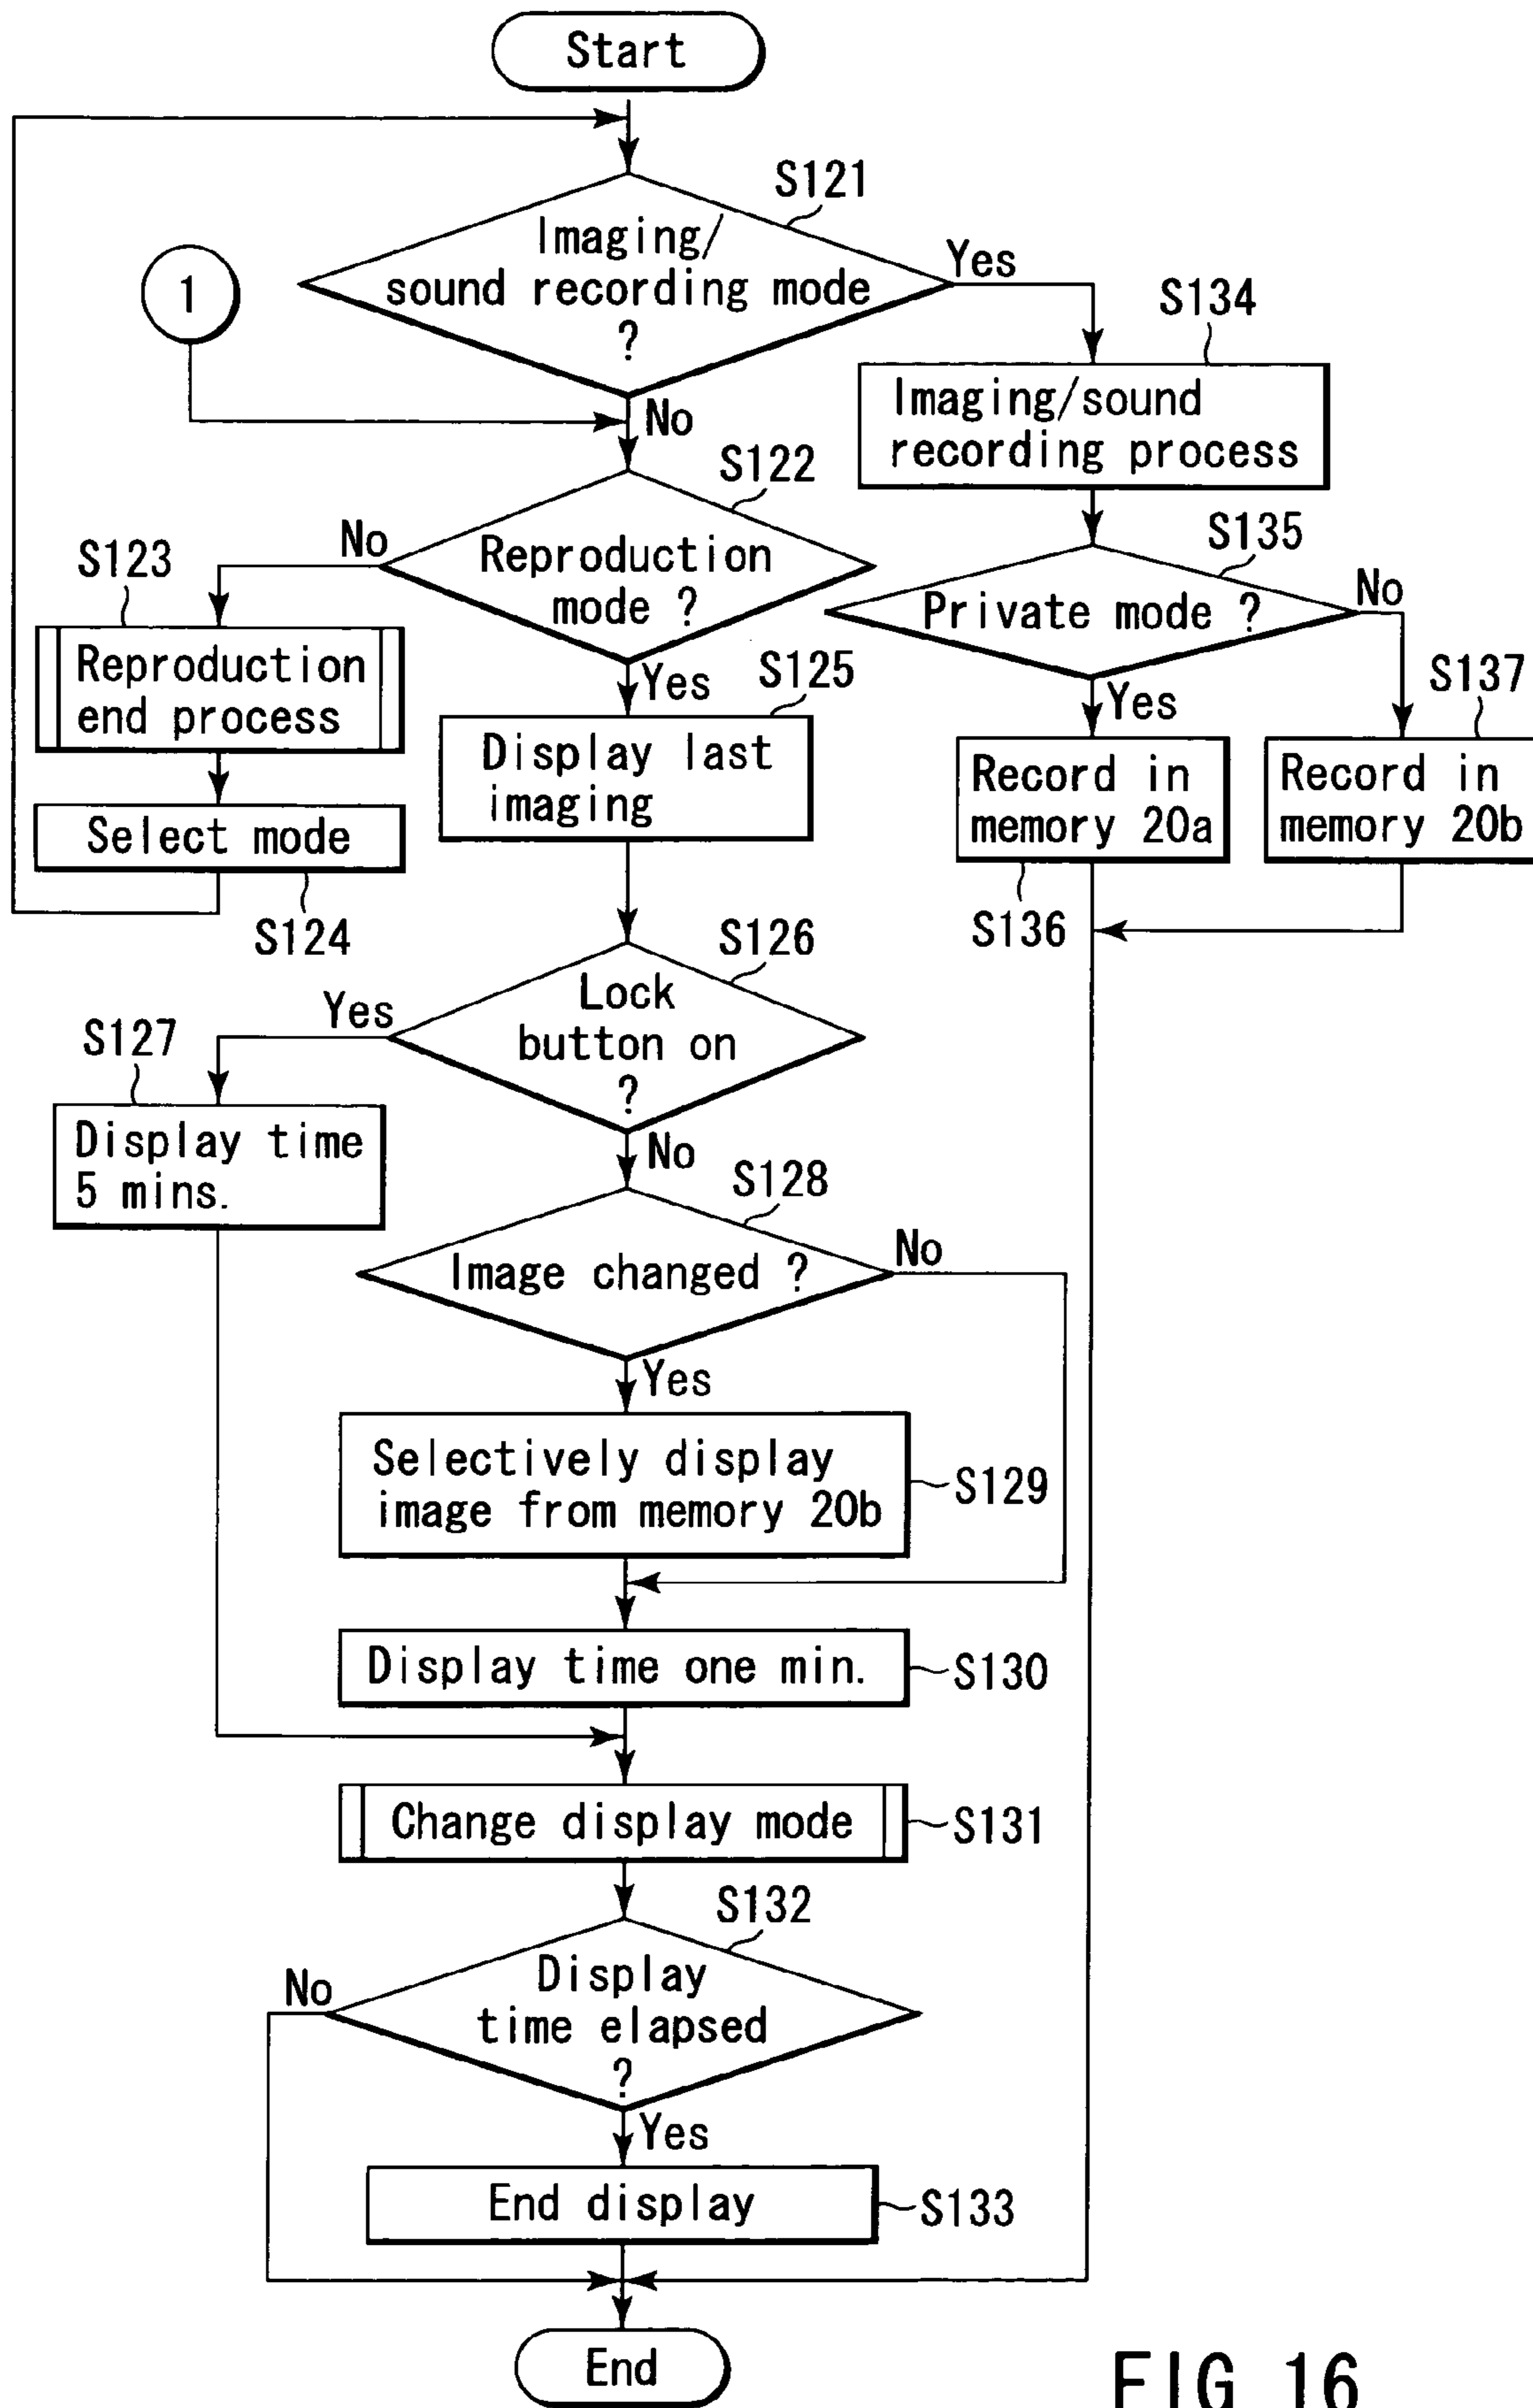 Start
S121
Imaging/
sound recording mode
?
Yes
1
No
S134
Imaging/sound
recording process
S122
Reproduction
mode ?
No
S123
Reproduction
end process
Select mode
S124
S135
Private mode ?
No
Yes
S125
Display last
imaging
Yes
S137
Record in
memory 20a
Record in
memory 20b
S136
S126
Lock
button on
?
Yes
S127
Display time
5 mins.
No
S128
Image changed ?
No
Yes
Selectively display
image from memory 20b
S129
Display time one min.
S130
Change display mode
S131
S132
Display
time elapsed
?
No
Yes
End display
S133
End
FIG 16